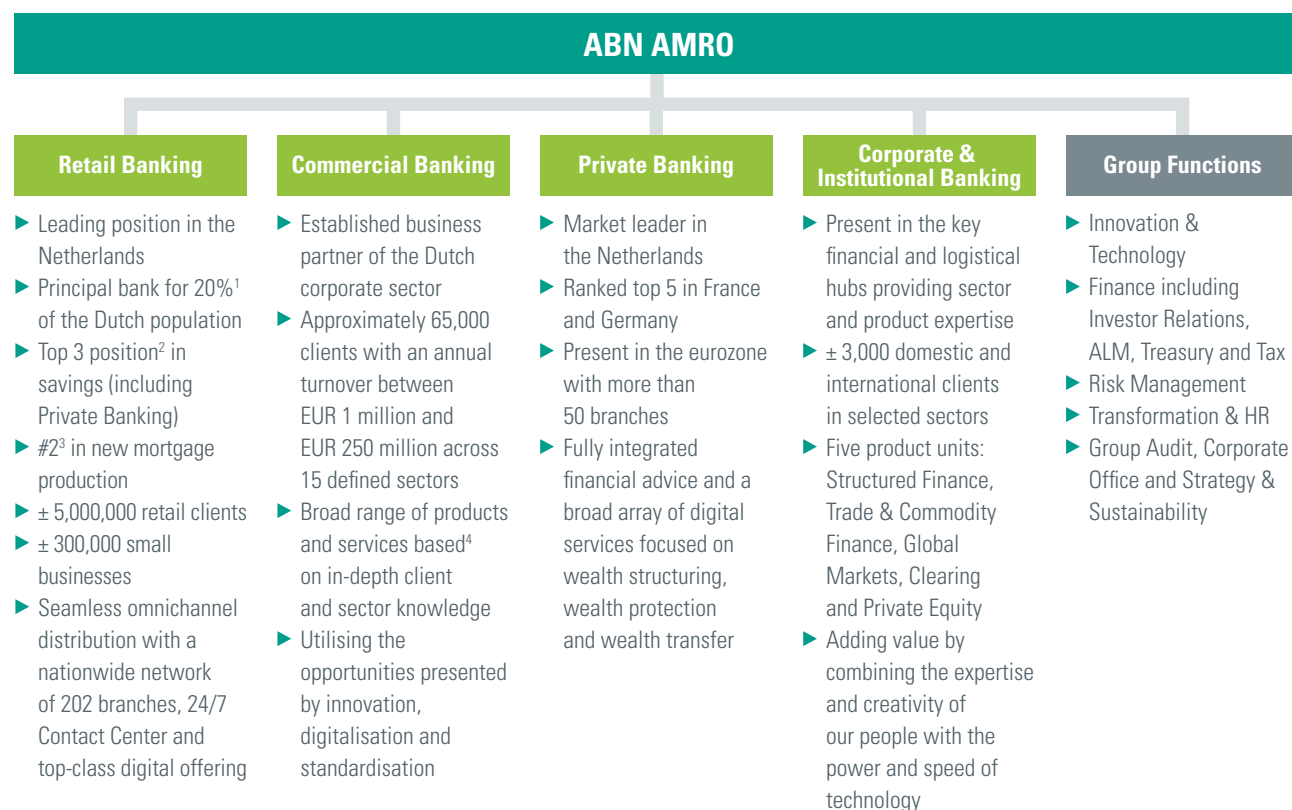 ABN AMRO
Retail Banking
► Leading position in the
Netherlands
► Principal bank for 20%¹
of the Dutch population
► Top 3 position² in
savings (including
Private Banking)
► #2³ in new mortgage
production
► ± 5,000,000 retail clients
► ± 300,000 small
businesses
► Seamless omnichannel
distribution with a
nationwide network
of 202 branches, 24/7
Contact Center and
top-class digital offering
Commercial Banking
► Established business
partner of the Dutch
corporate sector
► Approximately 65,000
clients with an annual
turnover between
EUR 1 million and
EUR 250 million across
15 defined sectors
► Broad range of products
and services based⁴
on in-depth client
and sector knowledge
► Utilising the
opportunities presented
by innovation,
digitalisation and
standardisation
Private Banking
► Market leader in
the Netherlands
► Ranked top 5 in France
and Germany
► Present in the eurozone
with more than
50 branches
► Fully integrated
financial advice and a
broad array of digital
services focused on
wealth structuring,
wealth protection
and wealth transfer
Corporate &
Institutional Banking
► Present in the key
financial and logistical
hubs providing sector
and product expertise
► ± 3,000 domestic and
international clients
in selected sectors
► Five product units:
Structured Finance,
Trade & Commodity
Finance, Global
Markets, Clearing
and Private Equity
► Adding value by
combining the expertise
and creativity of
our people with the
power and speed of
technology
Group Functions
► Innovation &
Technology
► Finance including
Investor Relations,
ALM, Treasury and Tax
► Risk Management
► Transformation & HR
► Group Audit, Corporate
Office and Strategy &
Sustainability